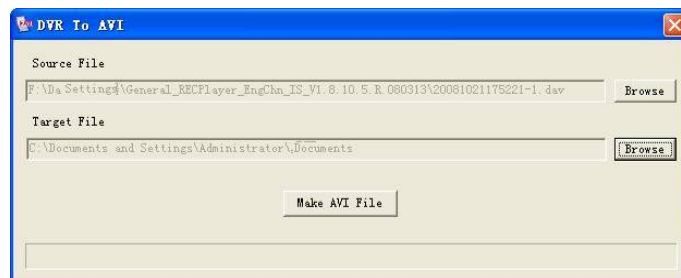 DVR To AVI
Source File
F:\Da Settings\General_RECPlayer_EngChn_IS_V1.8.10.5.R.080313\20081021175221-1.dav
Browse
Target File
C:\Documents and Settings\Administrator\Documents
Browse
Make AVI File